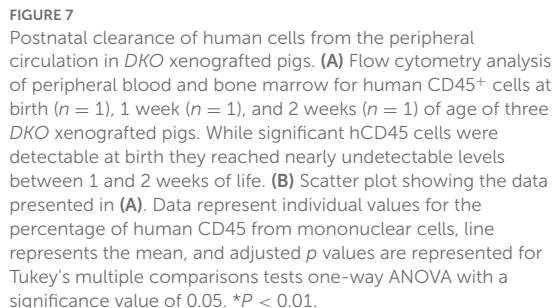 FIGURE 7
Postnatal clearance of human cells from the peripheral
circulation in DKO xenografted pigs. (A) Flow cytometry analysis
of peripheral blood and bone marrow for human CD45⁺ cells at
birth (n = 1), 1 week (n = 1), and 2 weeks (n = 1) of age of three
DKO xenografted pigs. While significant hCD45 cells were
detectable at birth they reached nearly undetectable levels
between 1 and 2 weeks of life. (B) Scatter plot showing the data
presented in (A). Data represent individual values for the
percentage of human CD45 from mononuclear cells, line
represents the mean, and adjusted p values are represented for
Tukey's multiple comparisons tests one-way ANOVA with a
significance value of 0.05. *P < 0.01.